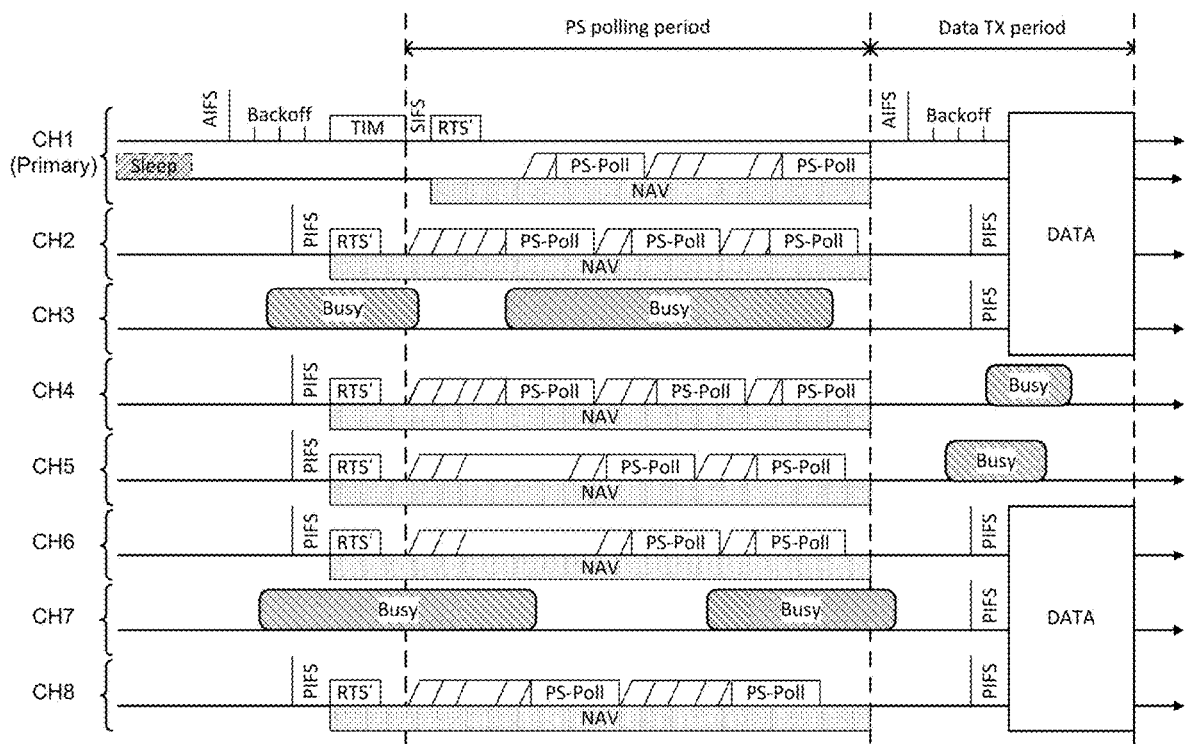 PS polling period
Data TX period
CH1
(Primary)
AIFS
Backoff
TIM
SIFS
RTS'
AIFS
Backoff
Sleep
PS-Poll
PS-Poll
NAV
DATA
CH2
PIFS
RTS'
PS-Poll
PS-Poll
PS-Poll
PIFS
NAV
CH3
Busy
Busy
PIFS
CH4
PIFS
RTS'
PS-Poll
PS-Poll
PS-Poll
Busy
NAV
CH5
PIFS
RTS'
PS-Poll
PS-Poll
Busy
NAV
CH6
PIFS
RTS'
PS-Poll
PS-Poll
PIFS
NAV
CH7
Busy
Busy
PIFS
DATA
CH8
PIFS
RTS'
PS-Poll
PS-Poll
PIFS
NAV